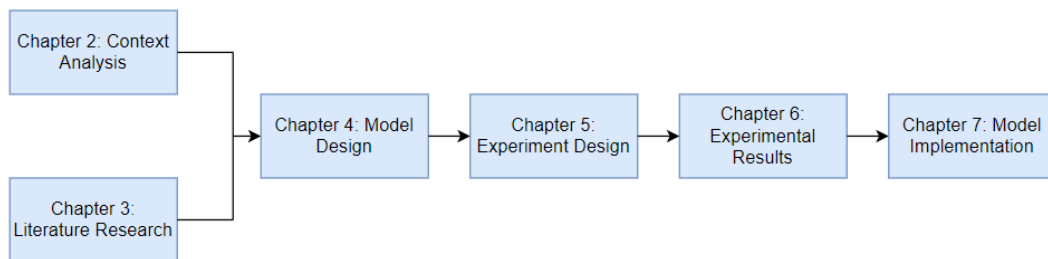 Chapter 2: Context
Analysis
Chapter 3:
Literature Research
Chapter 4: Model
Design
Chapter 5:
Experiment Design
Chapter 6:
Experimental
Results
Chapter 7: Model
Implementation